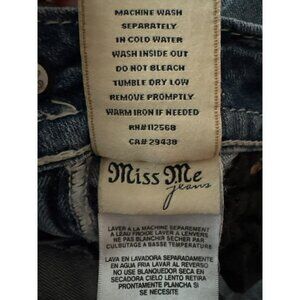 MACHINE WASH
SEPARATELY
IN COLD WATER
WASH INSIDE OUT
DO NOT BLEACH
TUMBLE DRY LOW
REMOVE PROMPTLY
WARM IRON IF NEEDED
RN#112568
CA# 29438
Miss Me
jeans
LAVER A LA MACHINE SEPAREMENT
A LEAU FROIDE LAVER A LENVERS
NE PAS BLANCHIR SECHER PAR
CULBUTAGE A BASSE TEMPERATURE
LAVA EN LAVADORA SEPARADAMENTE
EN AGUA FRIA LAVAR AL REVERSO
NO USE BLANQUEDOR SECA EN
SECADORA CIELO LENTO RETIRA
PRONTAMENTE PLANCHA SI
SE NECESITE